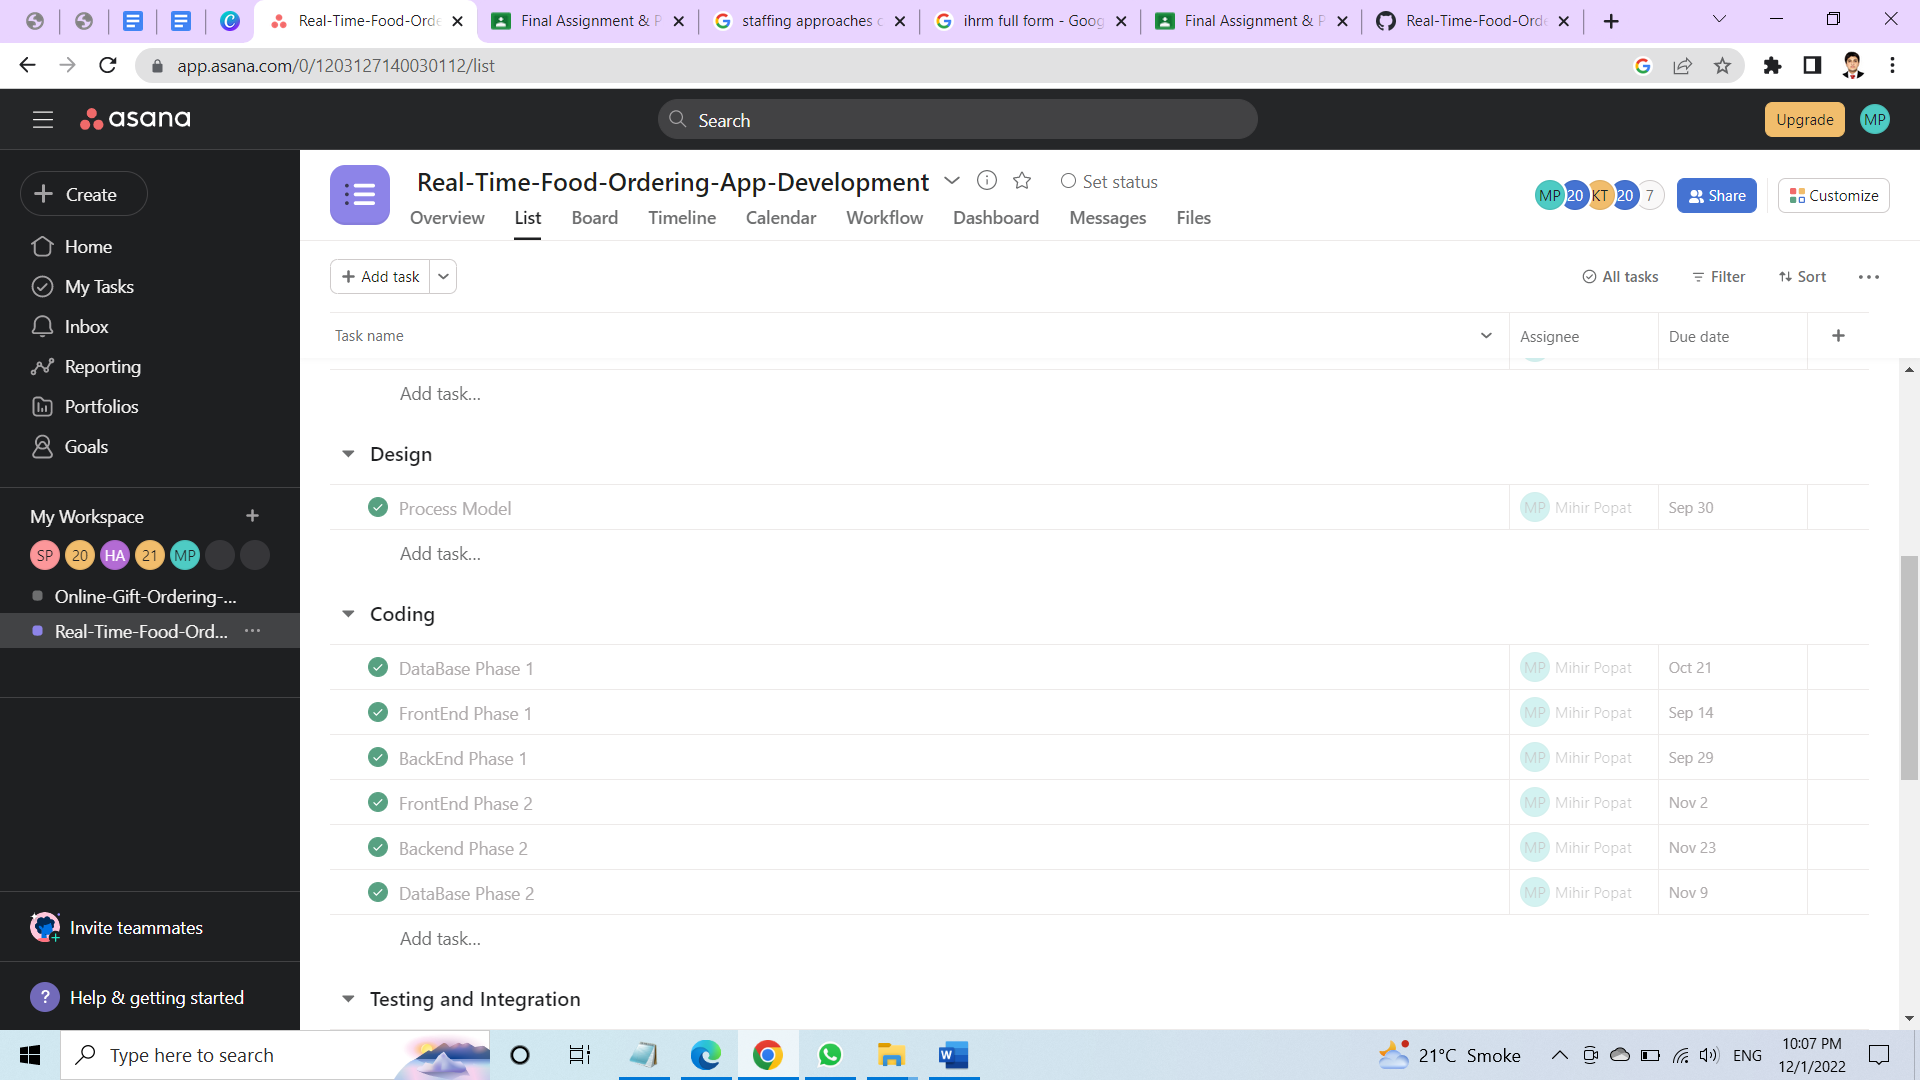 Real-Time-Food-Orde
Final Assignment & P
staffing approaches c
ihrm full form - Goog
Final Assignment & P
Real-Time-Food-Orde
app.asana.com/0/1203127140030112/list
asana
Search
Upgrade
MP
Create
Real-Time-Food-Ordering-App-Development
Set status
MP 20 KT 20 7
Share
Customize
Overview
List
Board
Timeline
Calendar
Workflow
Dashboard
Messages
Files
Home
My Tasks
Inbox
Reporting
Portfolios
Goals
Add task
All tasks
Filter
Sort
Task name
Assignee
Due date
Add task...
Design
Process Model MP Mihir Popat Sep 30
Add task...
Coding
DataBase Phase 1 MP Mihir Popat Oct 21
FrontEnd Phase 1 MP Mihir Popat Sep 14
BackEnd Phase 1 MP Mihir Popat Sep 29
FrontEnd Phase 2 MP Mihir Popat Nov 2
Backend Phase 2 MP Mihir Popat Nov 23
DataBase Phase 2 MP Mihir Popat Nov 9
Add task...
Testing and Integration
My Workspace
SP 20 HA 21 MP
Online-Gift-Ordering-...
Real-Time-Food-Ord...
Invite teammates
? Help & getting started
Type here to search
21°C Smoke
ENG
10:07 PM
12/1/2022